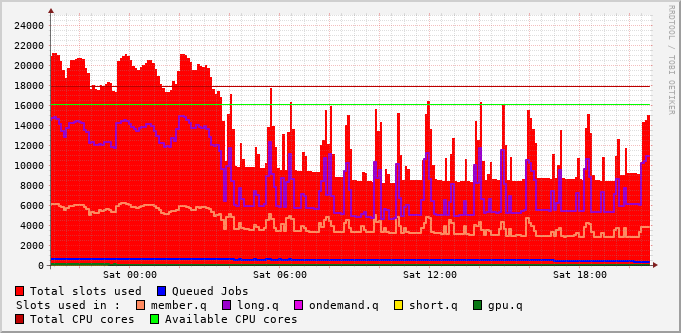 24000
22000
20000
18000
16000
14000
12000
10000
8000
6000
4000
2000
0
Sat 00:00 Sat 06:00 Sat 12:00 Sat 18:00
RRDTOOL / TOBI OETIKER
Total slots used Queued Jobs
Slots used in : member.q long.q ondemand.q short.q gpu.q
Total CPU cores Available CPU cores